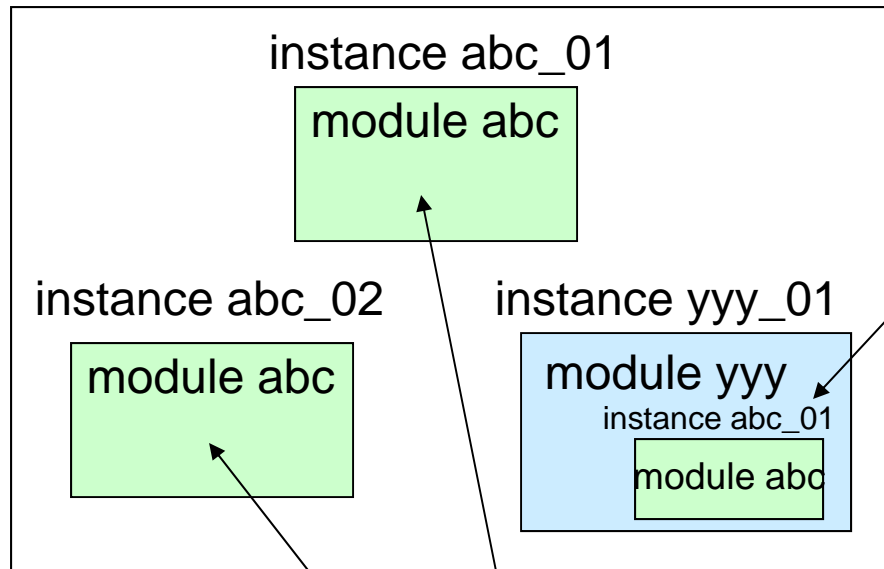 instance abc_01
module abc
instance abc_02
module abc
instance yyy_01
module yyy
instance abc_01
module abc